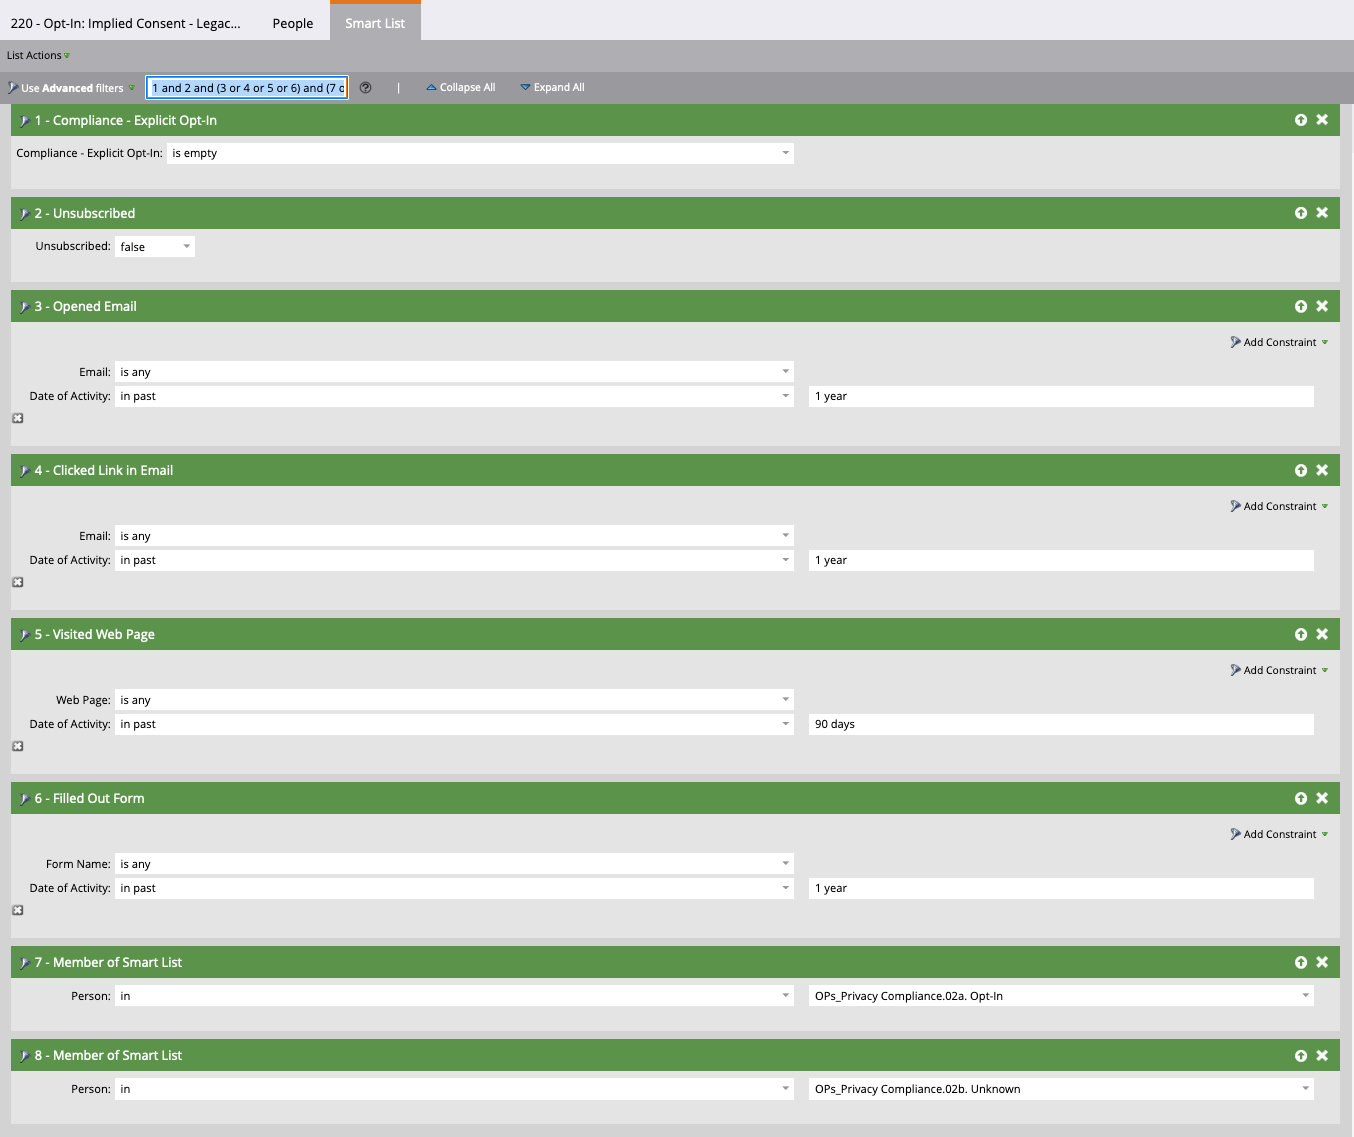 220 - Opt-In: Implied Consent - Legac... People Smart List
List Actions
Use Advanced filters 1 and 2 and (3 or 4 or 5 or 6) and (7 o | Collapse All Expand All
1 - Compliance - Explicit Opt-In
Compliance - Explicit Opt-In: is empty
2 - Unsubscribed
Unsubscribed: false
3 - Opened Email
Add Constraint
Email: is any
Date of Activity: in past 1 year
4 - Clicked Link in Email
Add Constraint
Email: is any
Date of Activity: in past 1 year
5 - Visited Web Page
Add Constraint
Web Page: is any
Date of Activity: in past 90 days
6 - Filled Out Form
Add Constraint
Form Name: is any
Date of Activity: in past 1 year
7 - Member of Smart List
Person: in OPs_Privacy Compliance.02a. Opt-In
8 - Member of Smart List
Person: in OPs_Privacy Compliance.02b. Unknown